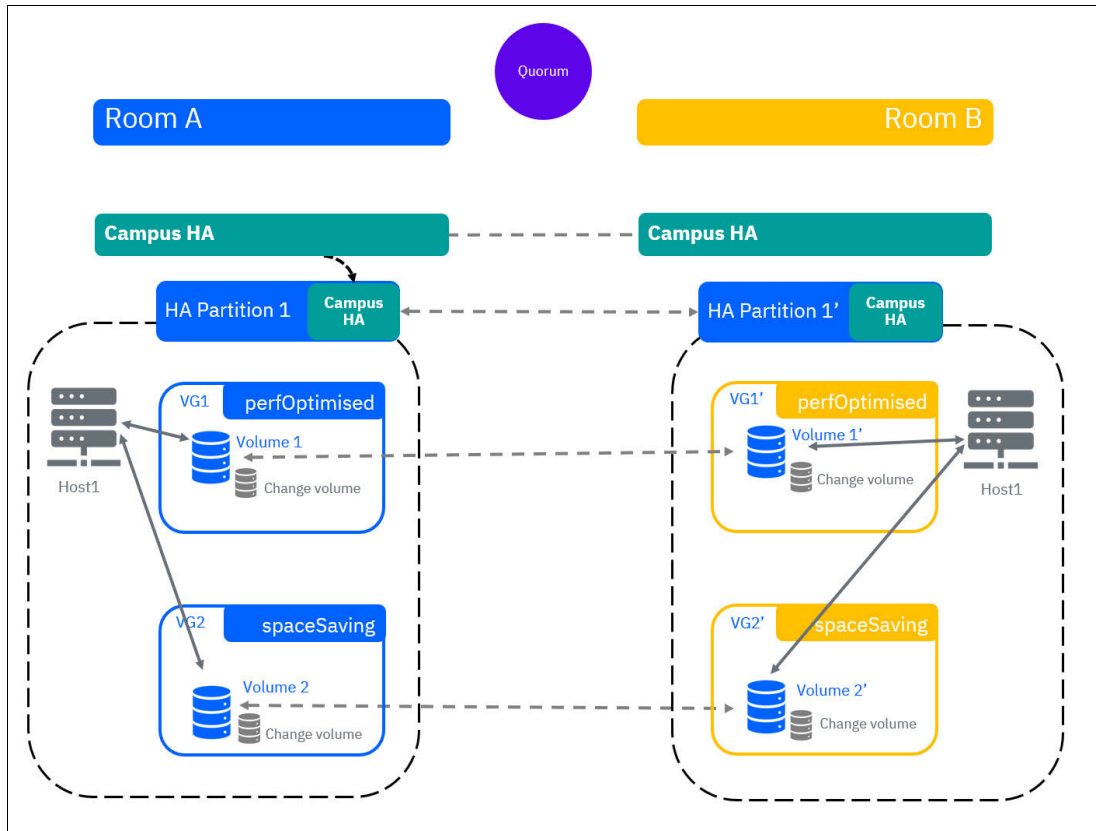 Quorum
Room A
Room B
Campus HA
Campus HA
HA Partition 1
Campus
HA
HA Partition 1’
Campus
HA
VG1
perfOptimised
Volume 1
Change volume
Host1
VG2
spaceSaving
Volume 2
Change volume
VG1’
perfOptimised
Volume 1’
Change volume
Host1
VG2’
spaceSaving
Volume 2’
Change volume